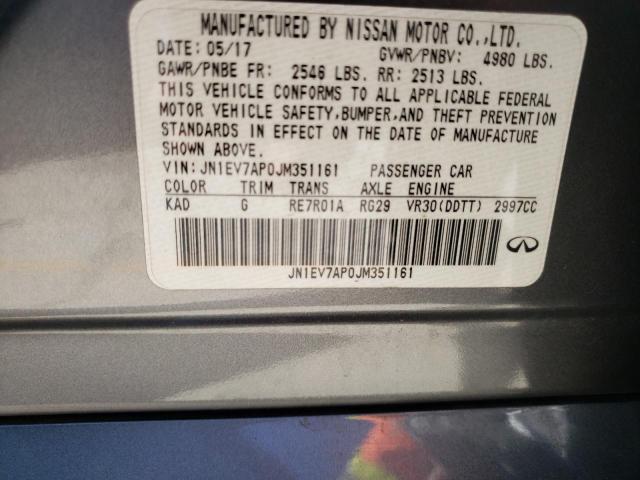 MANUFACTURED BY NISSAN MOTOR CO.,LTD.
DATE: 05/17 GVWR/PNBV: 4980 LBS.
GAWR/PNBE FR: 2546 LBS. RR: 2513 LBS.
THIS VEHICLE CONFORMS TO ALL APPLICABLE FEDERAL
MOTOR VEHICLE SAFETY,BUMPER,AND THEFT PREVENTION
STANDARDS IN EFFECT ON THE DATE OF MANUFACTURE
SHOWN ABOVE.
VIN:JN1EV7AP0JM351161 PASSENGER CAR
COLOR TRIM TRANS AXLE ENGINE
KAD G RE7R01A RG29 VR30(DDTT) 2997CC
JN1EV7AP0JM351161